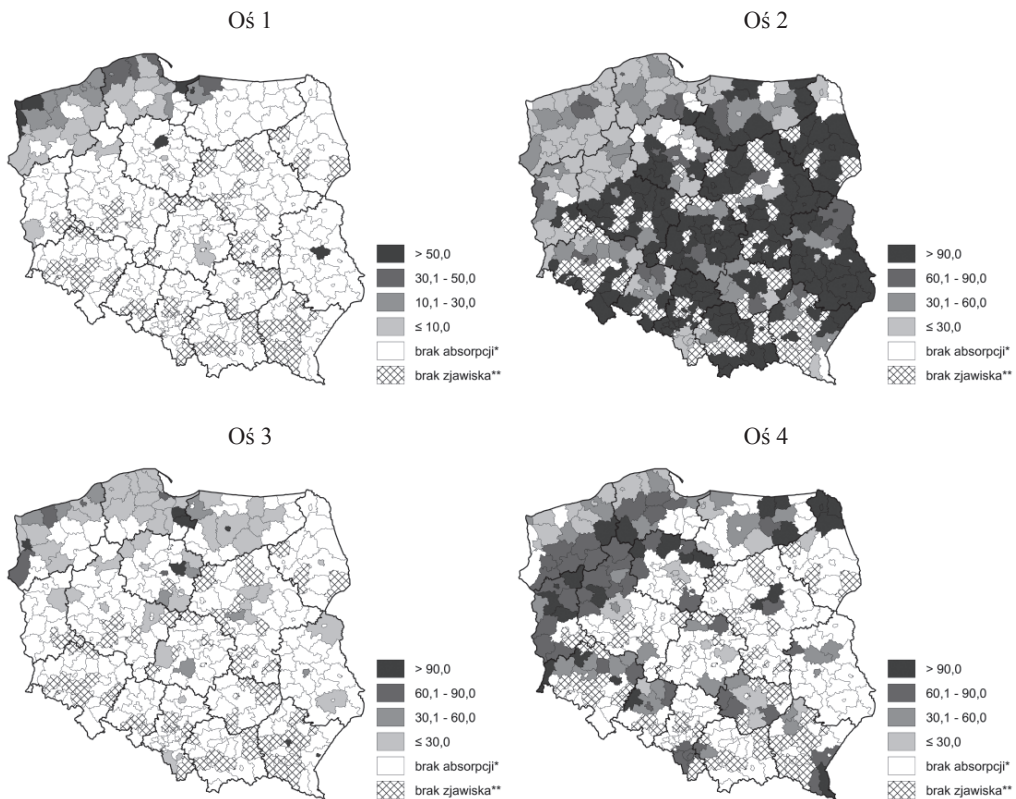 Oś 1
> 50,0
30,1 - 50,0
10,1 - 30,0
≤ 10,0
brak absorpcji*
brak zjawiska**
Oś 2
> 90,0
60,1 - 90,0
30,1 - 60,0
≤ 30,0
brak absorpcji*
brak zjawiska**
Oś 3
> 90,0
60,1 - 90,0
30,1 - 60,0
≤ 30,0
brak absorpcji*
brak zjawiska**
Oś 4
> 90,0
60,1 - 90,0
30,1 - 60,0
≤ 30,0
brak absorpcji*
brak zjawiska**